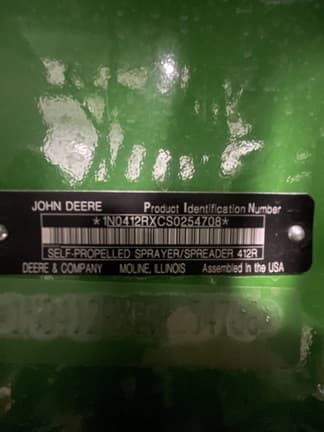 JOHN DEERE Product Identification Number
*1N0412RXCS0254708*
SELF-PROPELLED SPRAYER/SPREADER 412R
DEERE & COMPANY MOLINE, ILLINOIS Assembled in the USA